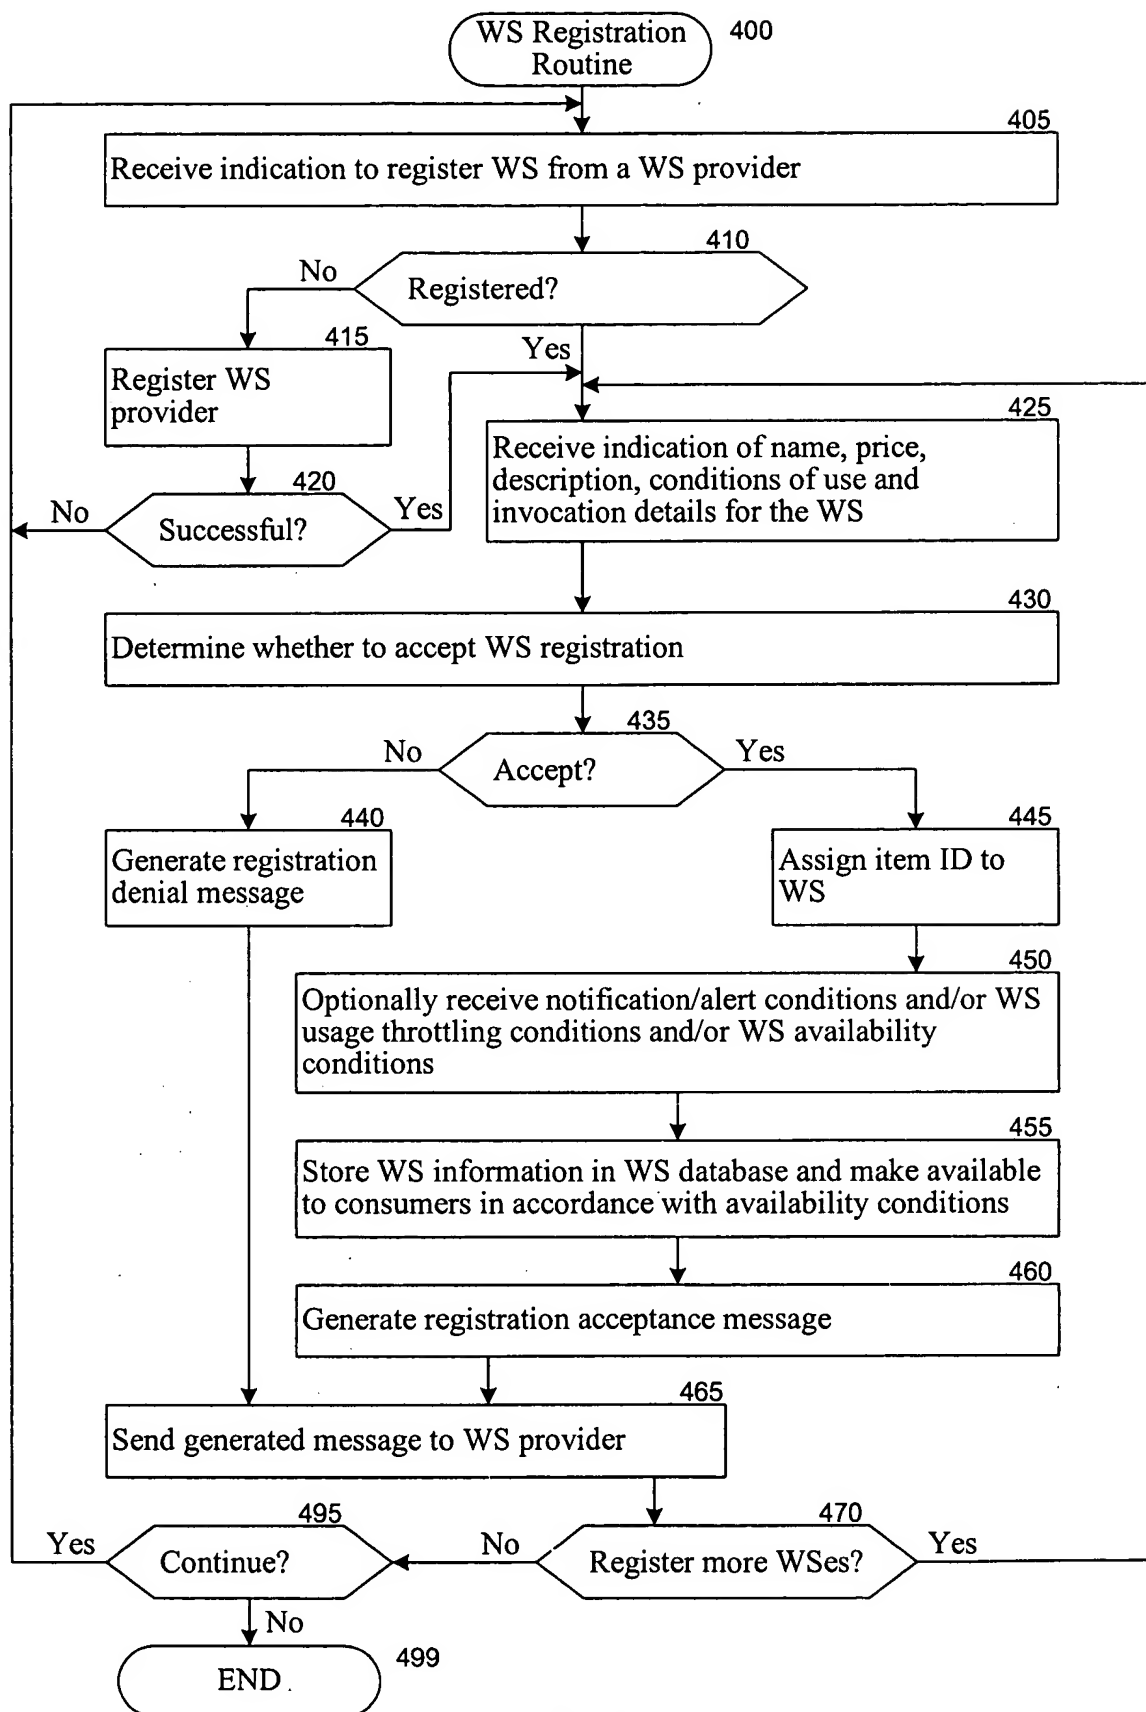 WS Registration
Routine
400
405
Receive indication to register WS from a WS provider
410
No
Registered?
415
Yes
Register WS
provider
425
Receive indication of name, price,
description, conditions of use and
invocation details for the WS
420
No
Successful?
Yes
430
Determine whether to accept WS registration
435
No
Accept?
Yes
440
Generate registration
denial message
445
Assign item ID to
WS
450
Optionally receive notification/alert conditions and/or WS
usage throttling conditions and/or WS availability
conditions
455
Store WS information in WS database and make available
to consumers in accordance with availability conditions
460
Generate registration acceptance message
465
Send generated message to WS provider
495
470
Yes
Continue?
No
Register more WSes?
Yes
No
END
499